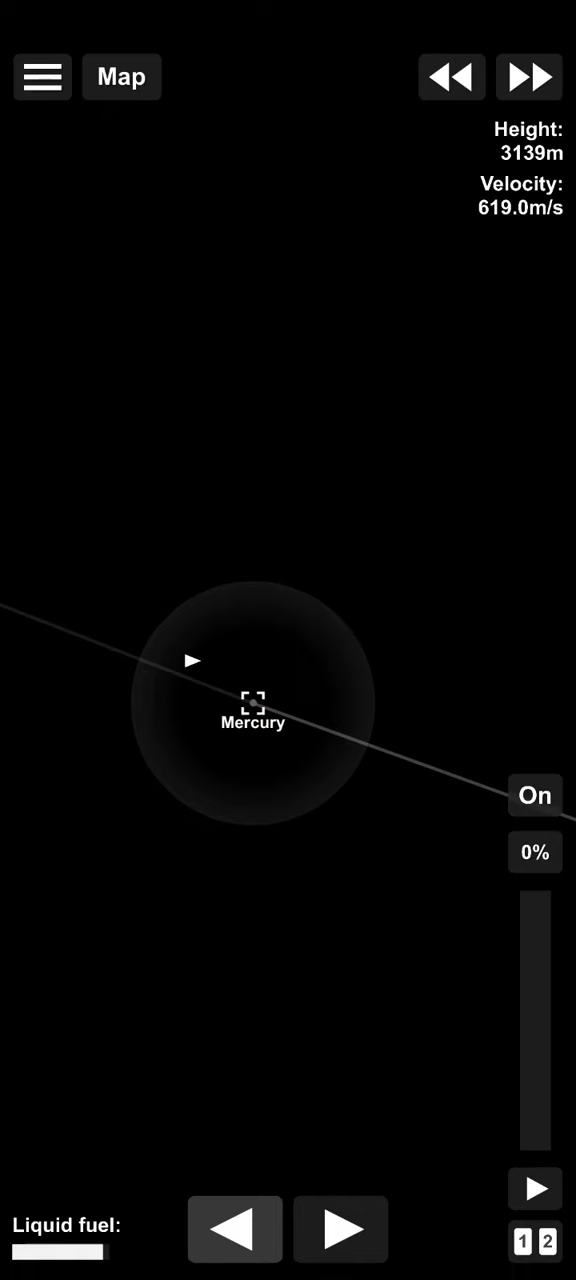 Map
Height:
3139m
Velocity:
619.0m/s
Mercury
On
0%
Liquid fuel:
1 2